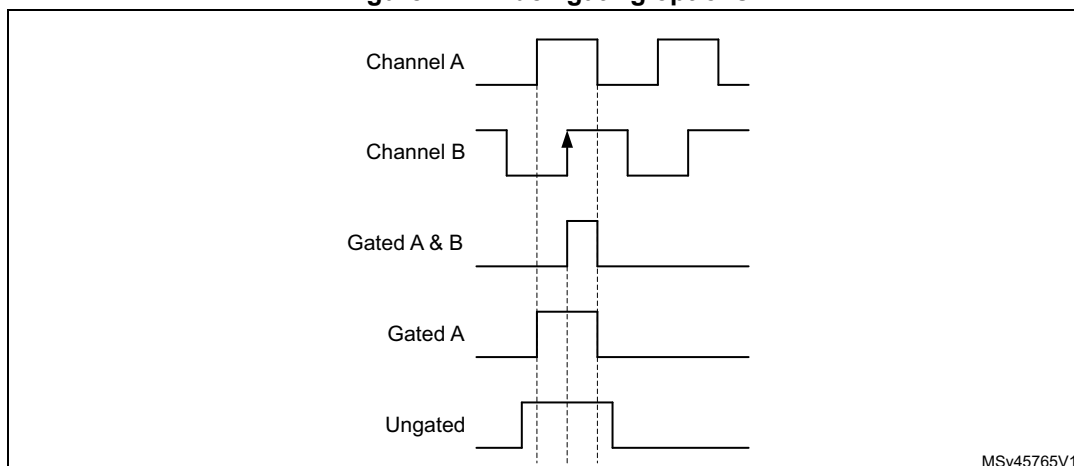 Channel A
Channel B
Gated A & B
Gated A
Ungated
MSv45765V1